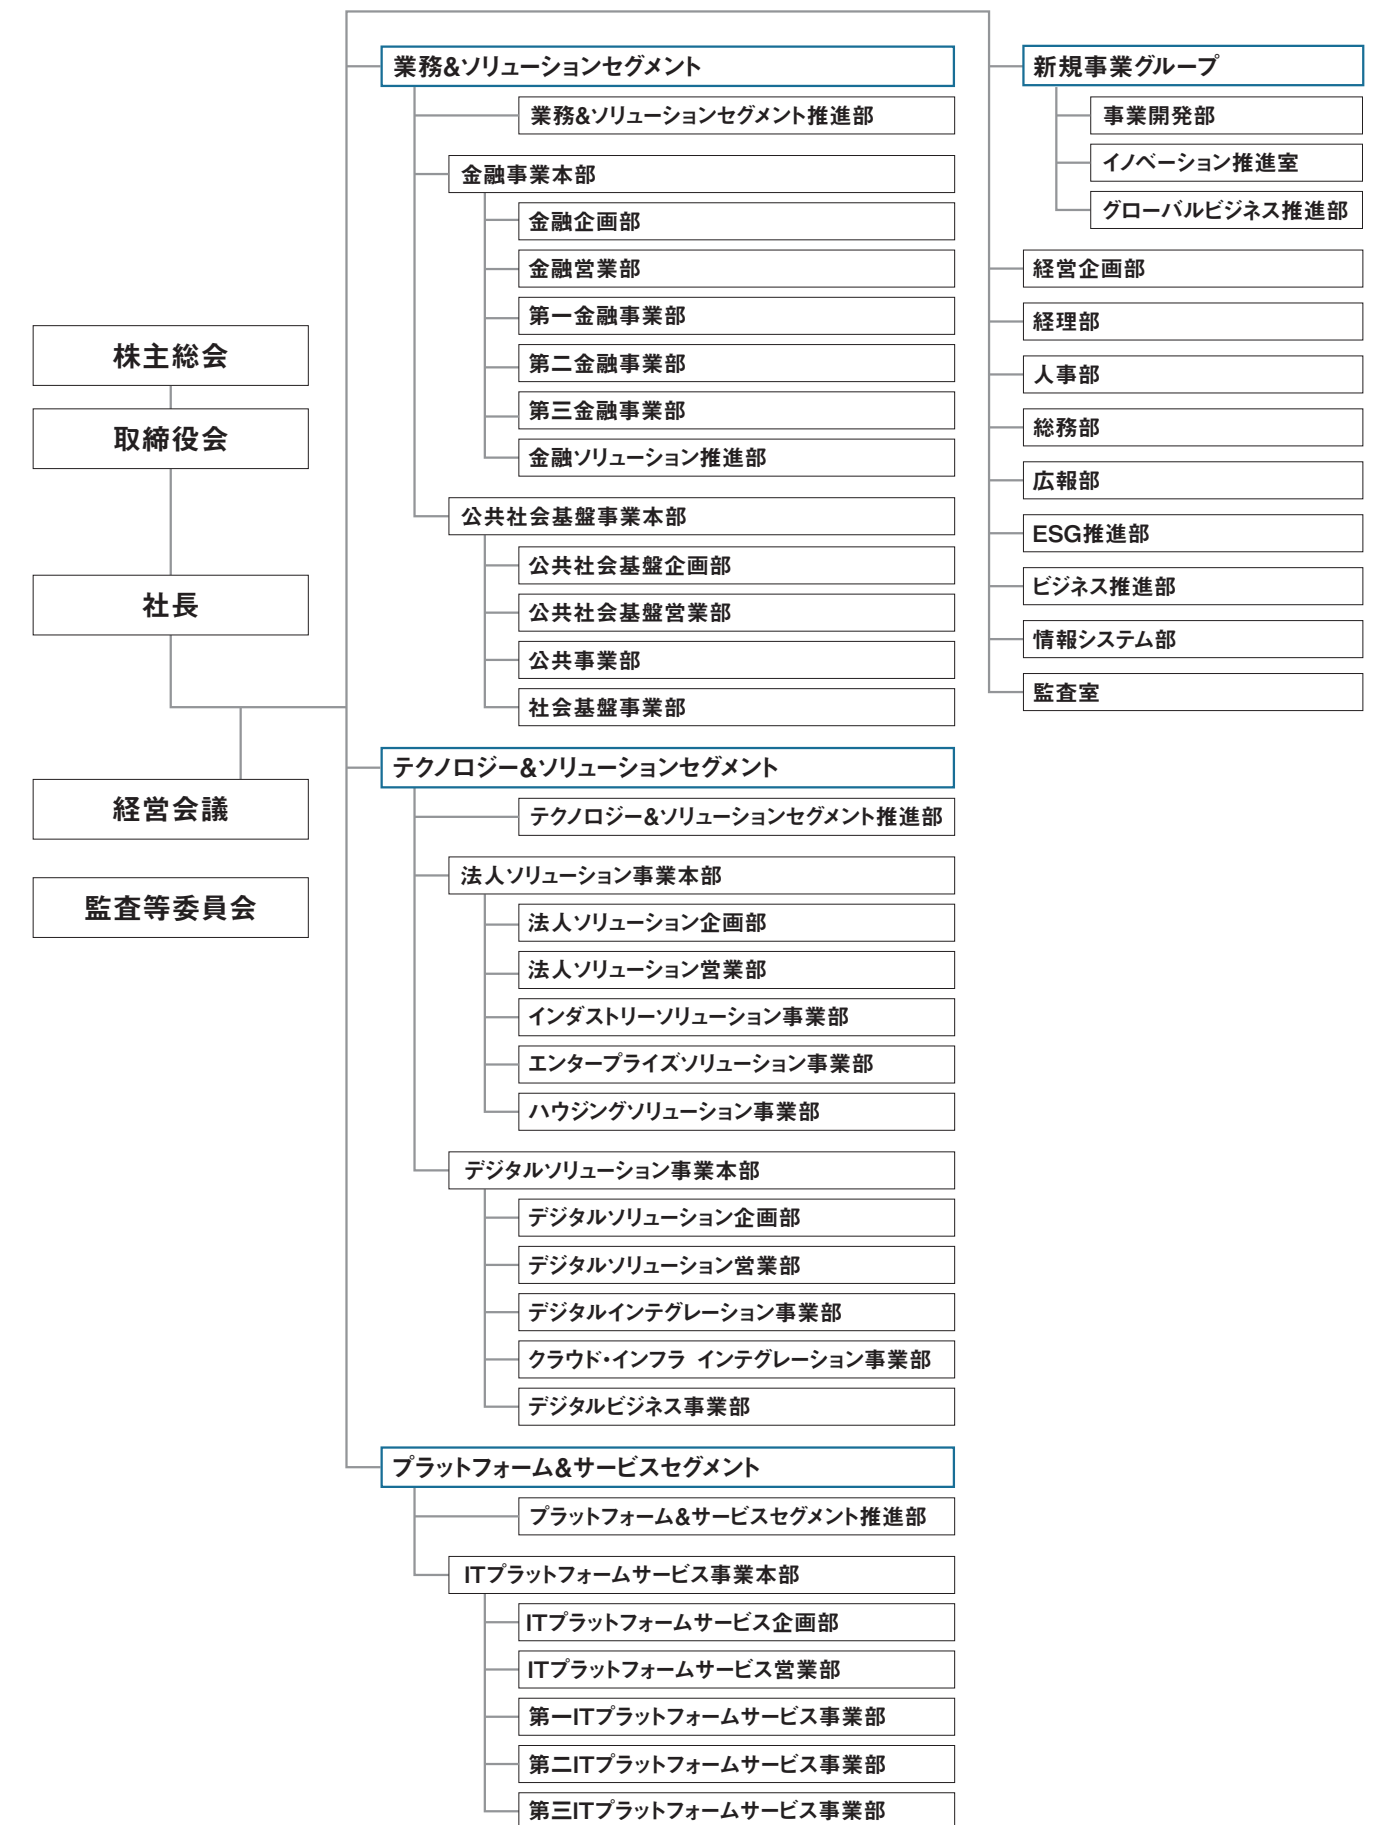 株主総会
取締役会
社長
経営会議
監査等委員会
業務&ソリューションセグメント
業務&ソリューションセグメント推進部
金融事業本部
金融企画部
金融営業部
第一金融事業部
第二金融事業部
第三金融事業部
金融ソリューション推進部
公共社会基盤事業本部
公共社会基盤企画部
公共社会基盤営業部
公共事業部
社会基盤事業部
テクノロジー&ソリューションセグメント
テクノロジー&ソリューションセグメント推進部
法人ソリューション事業本部
法人ソリューション企画部
法人ソリューション営業部
インダストリーソリューション事業部
エンタープライズソリューション事業部
ハウジングソリューション事業部
デジタルソリューション事業本部
デジタルソリューション企画部
デジタルソリューション営業部
デジタルインテグレーション事業部
クラウド・インフラ インテグレーション事業部
デジタルビジネス事業部
プラットフォーム&サービスセグメント
プラットフォーム&サービスセグメント推進部
ITプラットフォームサービス事業本部
ITプラットフォームサービス企画部
ITプラットフォームサービス営業部
第一ITプラットフォームサービス事業部
第二ITプラットフォームサービス事業部
第三ITプラットフォームサービス事業部
新規事業グループ
事業開発部
イノベーション推進室
グローバルビジネス推進部
経営企画部
経理部
人事部
総務部
広報部
ESG推進部
ビジネス推進部
情報システム部
監査室